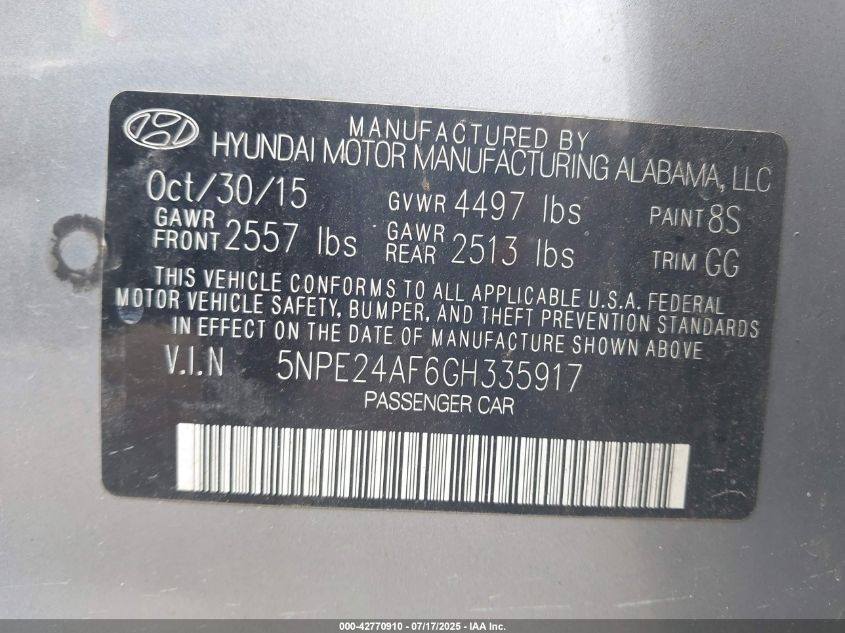 MANUFACTURED BY
HYUNDAI MOTOR MANUFACTURING ALABAMA, LLC
Oct/30/15 GVWR 4497 lbs PAINT 8S
GAWR FRONT 2557 lbs GAWR REAR 2513 lbs TRIM GG
THIS VEHICLE CONFORMS TO ALL APPLICABLE U.S.A. FEDERAL
MOTOR VEHICLE SAFETY, BUMPER, AND THEFT PREVENTION STANDARDS
IN EFFECT ON THE DATE OF MANUFACTURE SHOWN ABOVE
V.I.N 5NPE24AF6GH335917
PASSENGER CAR
000-42770910 - 07/17/2025 - IAA Inc.